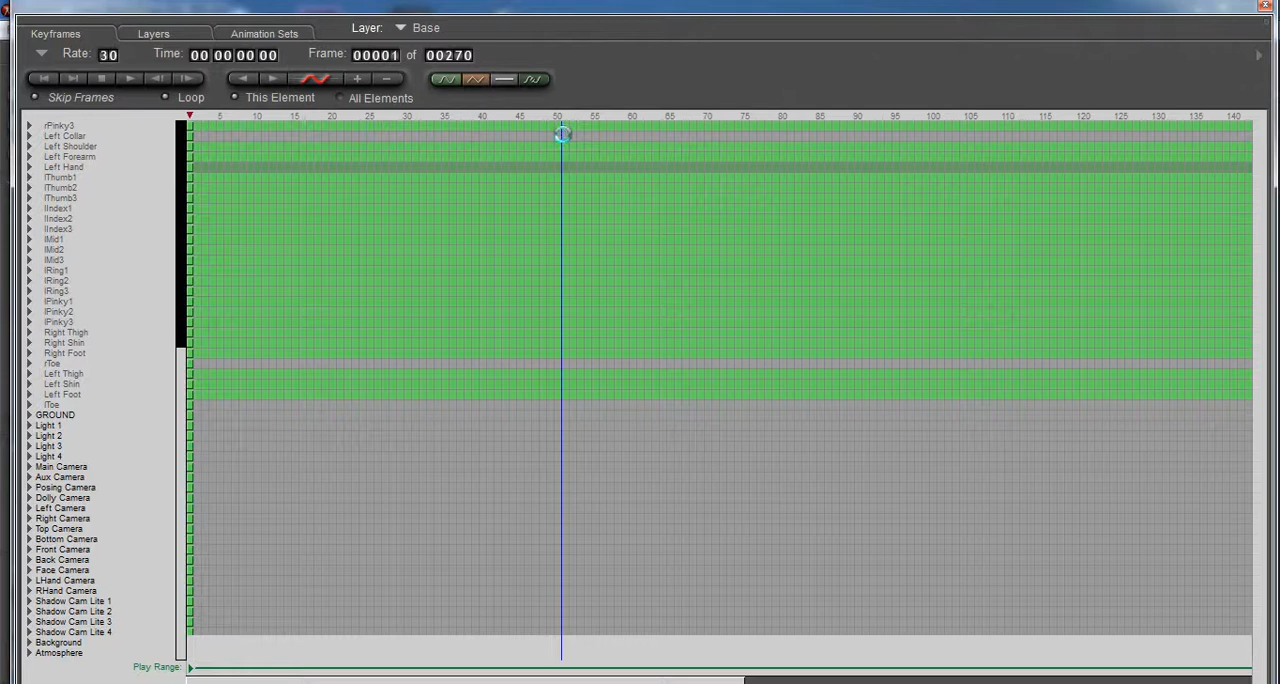 Keyframes Layers Animation Sets Layer: Base
Rate: 30 Time: 00 00 00 00 Frame: 00001 of 00270
Skip Frames Loop This Element All Elements
5 10 15 20 25 30 35 40 45 50 55 60 65 70 75 80 85 90 95 100 105 110 115 120 125 130 135 140
rPinky3
Left Collar
Left Shoulder
Left Forearm
Left Hand
lThumb1
lThumb2
lThumb3
lIndex1
lIndex2
lIndex3
lMid1
lMid2
lMid3
lRing1
lRing2
lRing3
lPinky1
lPinky2
lPinky3
Right Thigh
Right Shin
Right Foot
rToe
Left Thigh
Left Shin
Left Foot
lToe
GROUND
Light 1
Light 2
Light 3
Light 4
Main Camera
Aux Camera
Posing Camera
Dolly Camera
Left Camera
Right Camera
Top Camera
Bottom Camera
Front Camera
Back Camera
Face Camera
LHand Camera
RHand Camera
Shadow Cam Lite 1
Shadow Cam Lite 2
Shadow Cam Lite 3
Shadow Cam Lite 4
Background
Atmosphere
Play Range: